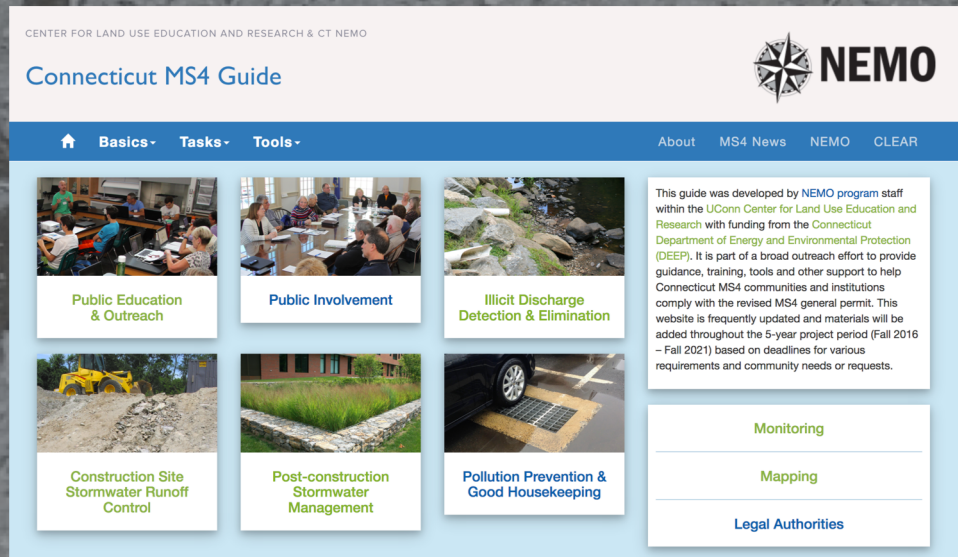 CENTER FOR LAND USE EDUCATION AND RESEARCH & CT NEMO
Connecticut MS4 Guide
NEMO
Basics
Tasks
Tools
About
MS4 News
NEMO
CLEAR
Public Education
& Outreach
Public Involvement
Illicit Discharge
Detection & Elimination
This guide was developed by NEMO program staff
within the UConn Center for Land Use Education and
Research with funding from the Connecticut
Department of Energy and Environmental Protection
(DEEP). It is part of a broad outreach effort to provide
guidance, training, tools and other support to help
Connecticut MS4 communities and institutions
comply with the revised MS4 general permit. This
website is frequently updated and materials will be
added throughout the 5-year project period (Fall 2016
– Fall 2021) based on deadlines for various
requirements and community needs or requests.
Construction Site
Stormwater Runoff
Control
Post-construction
Stormwater
Management
Pollution Prevention &
Good Housekeeping
Monitoring
Mapping
Legal Authorities